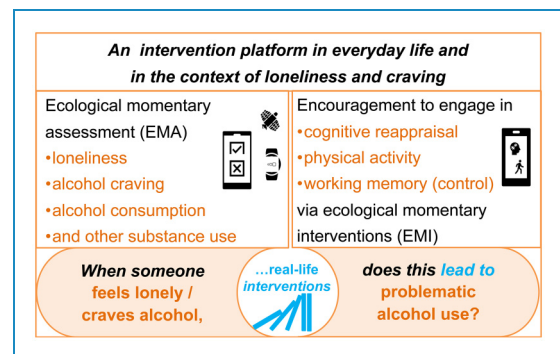 An intervention platform in everyday life and
in the context of loneliness and craving
Ecological momentary
assessment (EMA)
•loneliness
•alcohol craving
•alcohol consumption
•and other substance use
Encouragement to engage in
•cognitive reappraisal
•physical activity
•working memory (control)
via ecological momentary
interventions (EMI)
When someone
feels lonely /
craves alcohol,
…real-life
interventions
does this lead to
problematic
alcohol use?